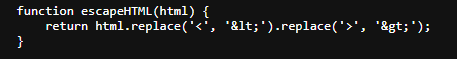 function escapeHTML(html) {
    return html.replace('<', '&lt;').replace('>', '&gt;');
}